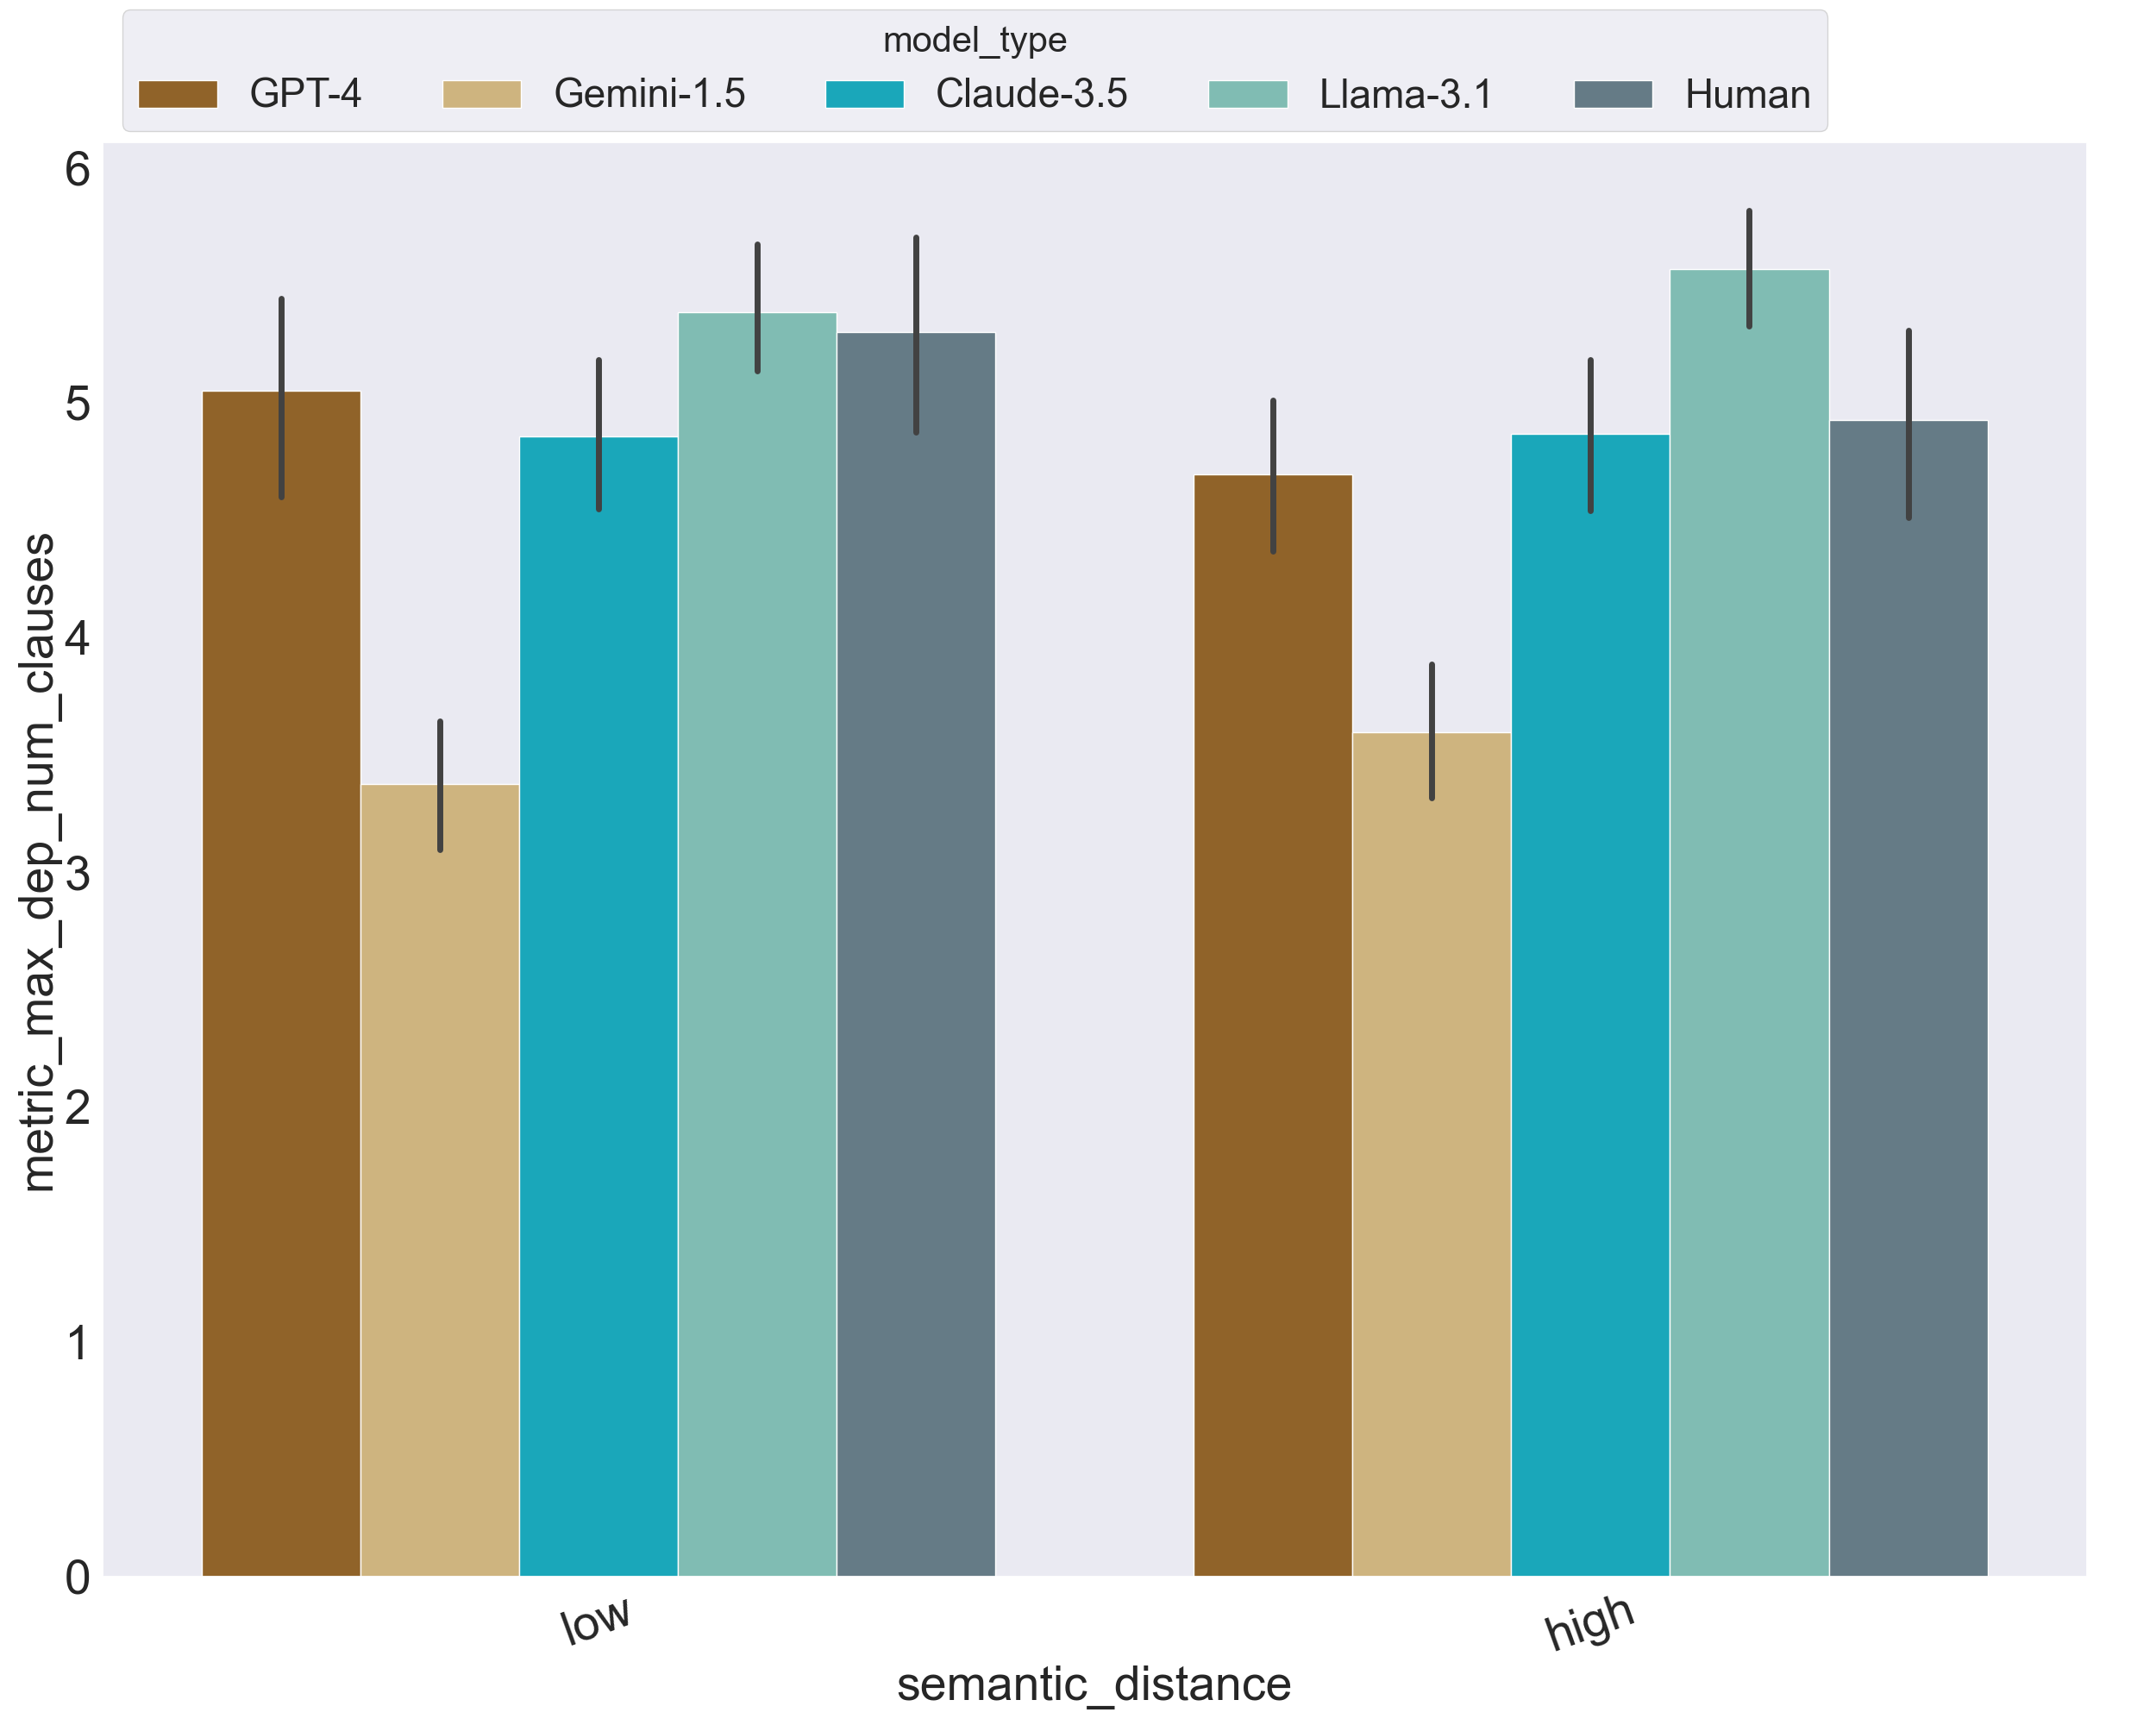 model_type
GPT-4 Gemini-1.5 Claude-3.5 Llama-3.1 Human
6
5
4
3
2
1
0
metric_max_dep_num_clauses
low high
semantic_distance